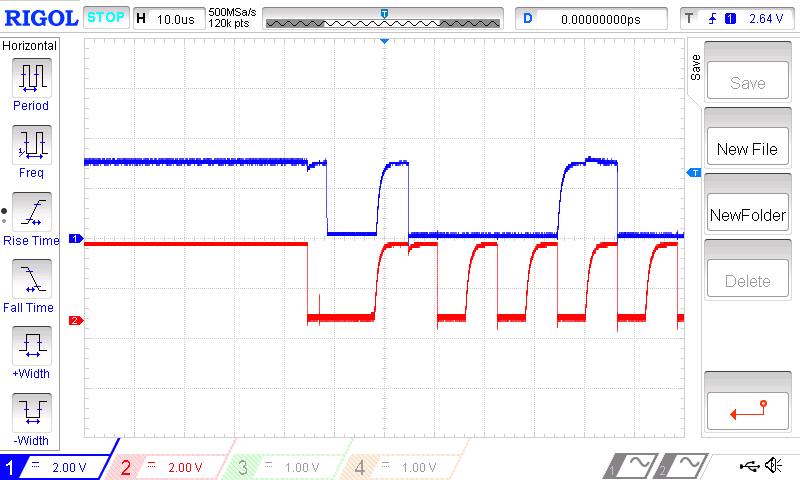 RIGOL STOP H 10.0us 500MSa/s 120k pts T D 0.00000000ps T 1 2.64 V
Horizontal
Period
Freq
Rise Time
Fall Time
+Width
-Width
T
1
2
Save
Save
New File
NewFolder
Delete
1 2.00 V 2 2.00 V 3 1.00 V 4 1.00 V 1 2